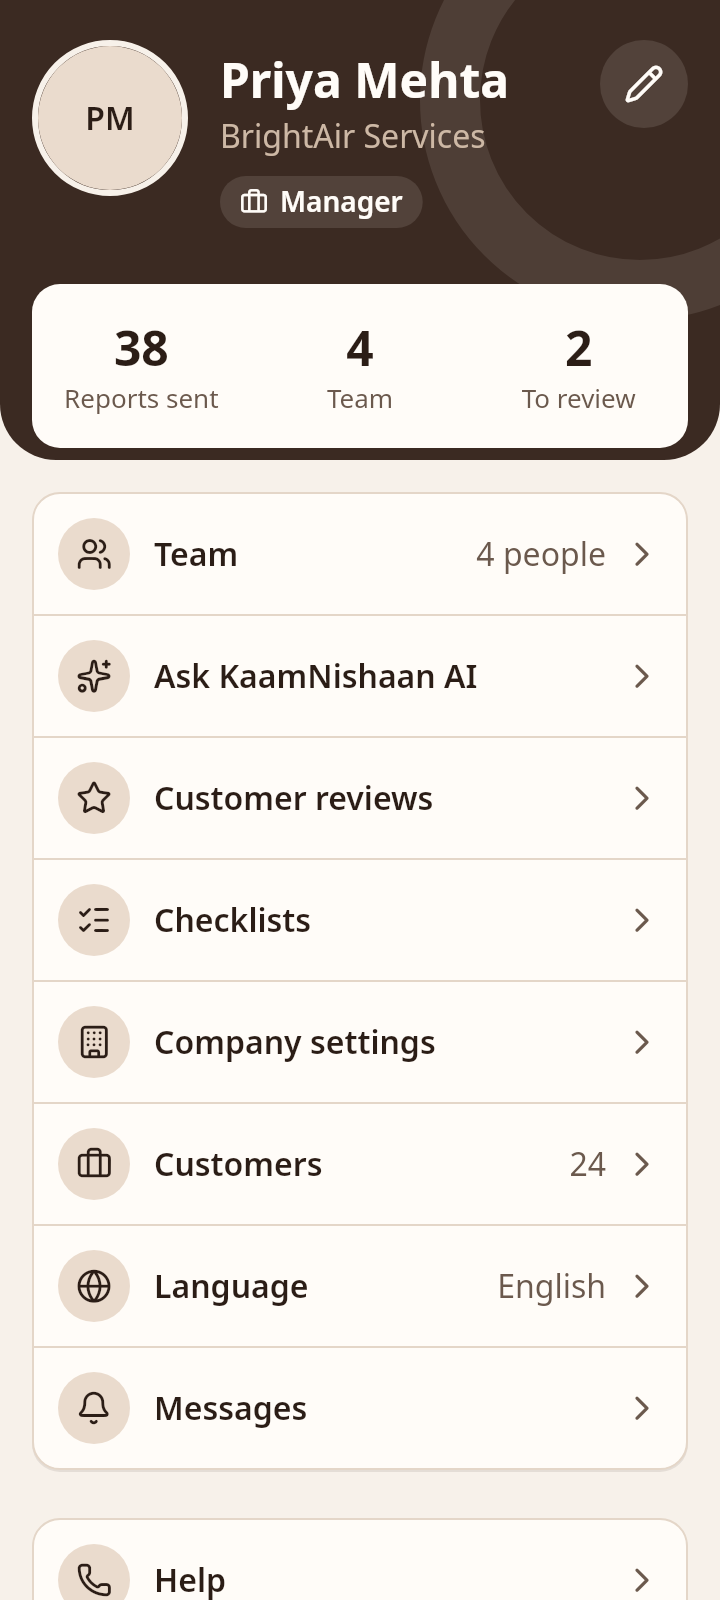 PM
Priya Mehta
BrightAir Services
Manager
38
Reports sent
4
Team
2
To review
Team
4 people
Ask KaamNishaan AI
Customer reviews
Checklists
Company settings
Customers
24
Language
English
Messages
Help